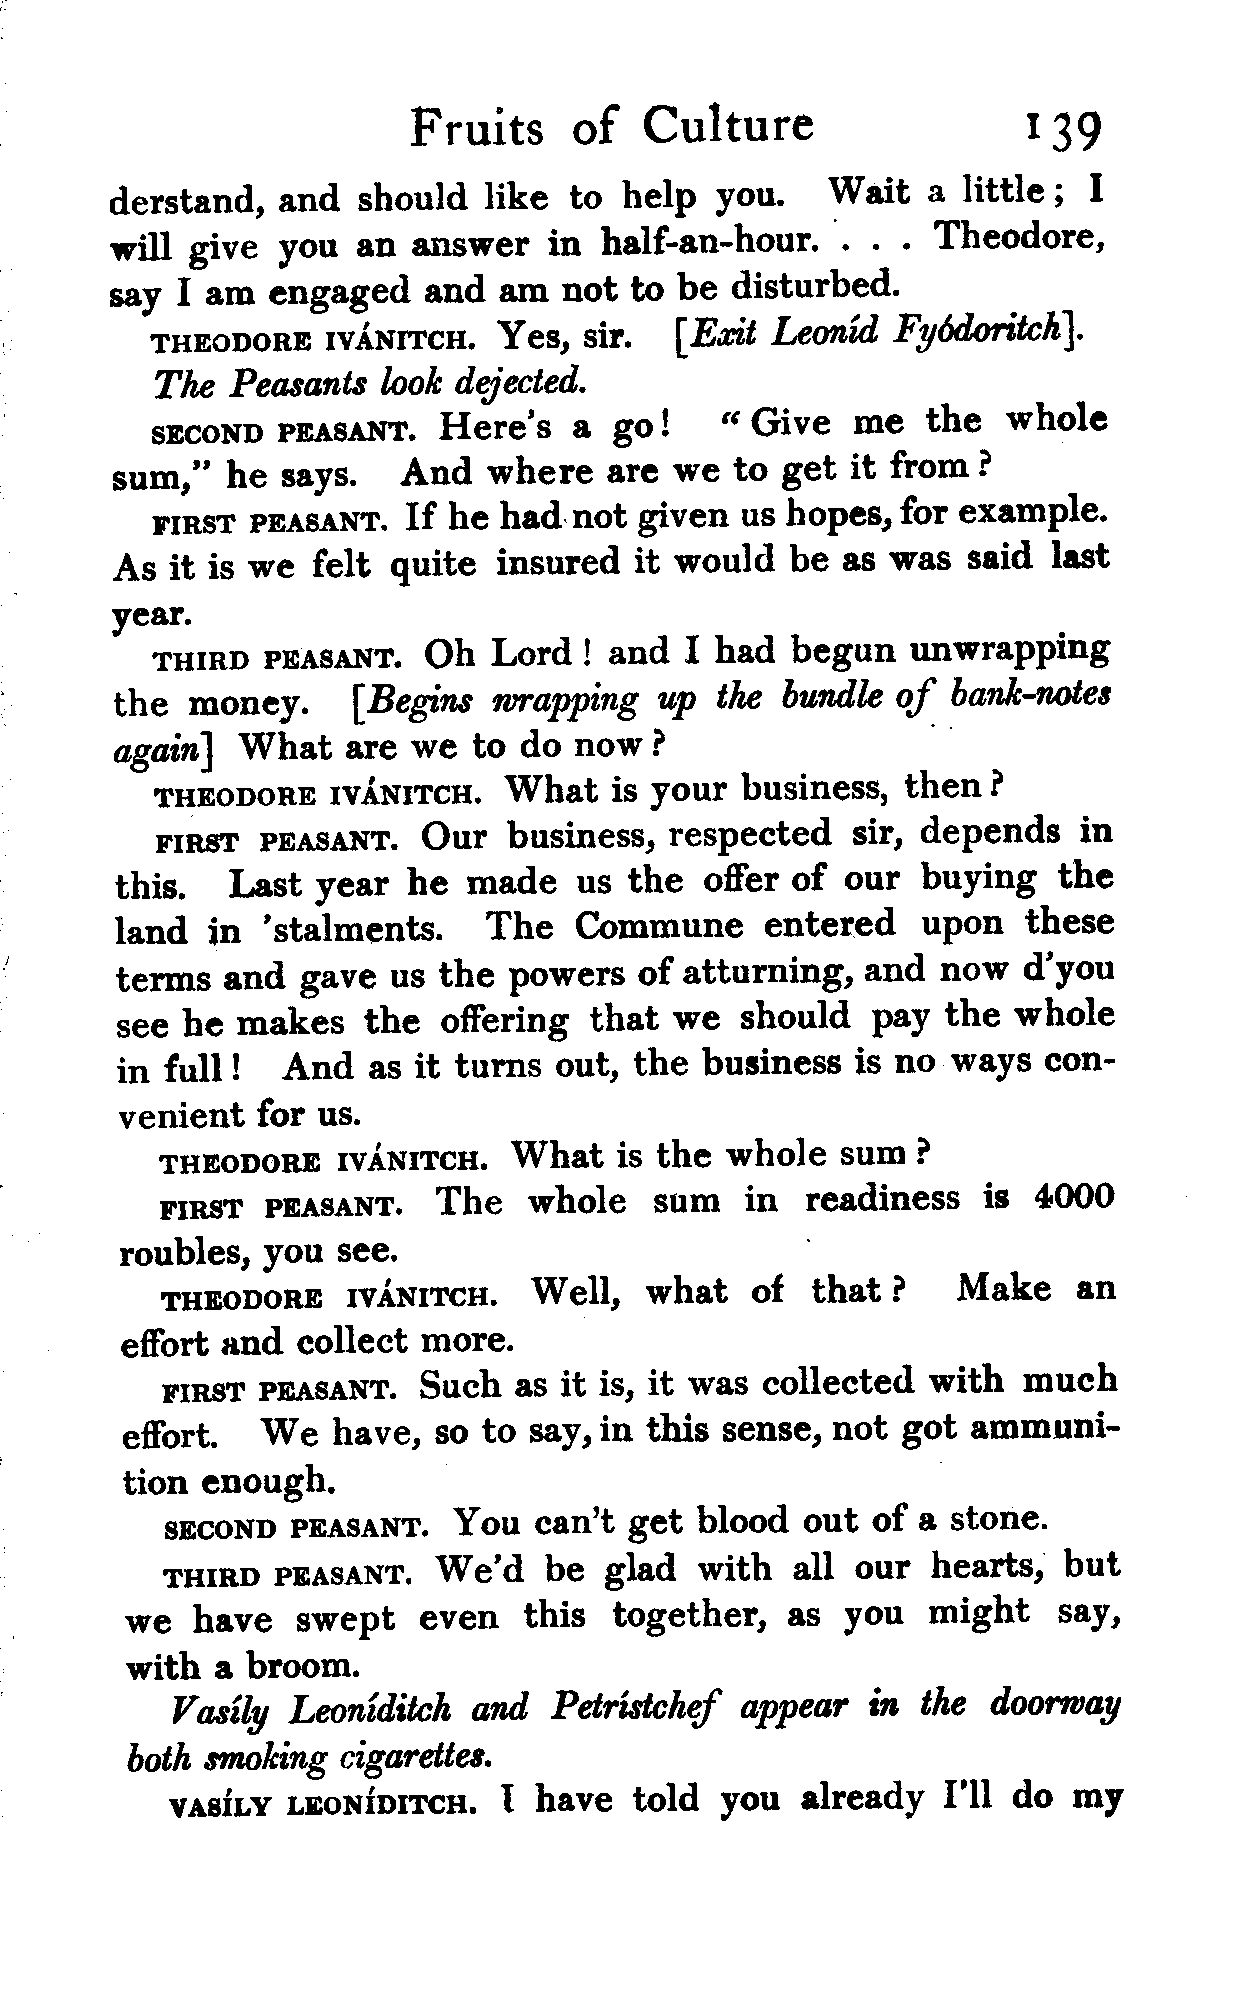 Fruits of Culture 139
derstand, and should like to help you. Wait a little; I
will give you an answer in half-an-hour. . . . Theodore,
say I am engaged and am not to be disturbed.
THEODORE IVÁNITCH. Yes, sir. [Exit Leoníd Fyódoritch].
The Peasants look dejected.
SECOND PEASANT. Here's a go! "Give me the whole
sum," he says. And where are we to get it from?
FIRST PEASANT. If he had not given us hopes, for example.
As it is we felt quite insured it would be as was said last
year.
THIRD PEASANT. Oh Lord! and I had begun unwrapping
the money. [Begins wrapping up the bundle of bank-notes
again] What are we to do now?
THEODORE IVÁNITCH. What is your business, then?
FIRST PEASANT. Our business, respected sir, depends in
this. Last year he made us the offer of our buying the
land in 'stalments. The Commune entered upon these
terms and gave us the powers of atturning, and now d'you
see he makes the offering that we should pay the whole
in full! And as it turns out, the business is no ways con-
venient for us.
THEODORE IVÁNITCH. What is the whole sum?
FIRST PEASANT. The whole sum in readiness is 4000
roubles, you see.
THEODORE IVÁNITCH. Well, what of that? Make an
effort and collect more.
FIRST PEASANT. Such as it is, it was collected with much
effort. We have, so to say, in this sense, not got ammuni-
tion enough.
SECOND PEASANT. You can't get blood out of a stone.
THIRD PEASANT. We'd be glad with all our hearts, but
we have swept even this together, as you might say,
with a broom.
Vasíly Leoníditch and Petrístchef appear in the doorway
both smoking cigarettes.
VASÍLY LEONÍDITCH. I have told you already I'll do my